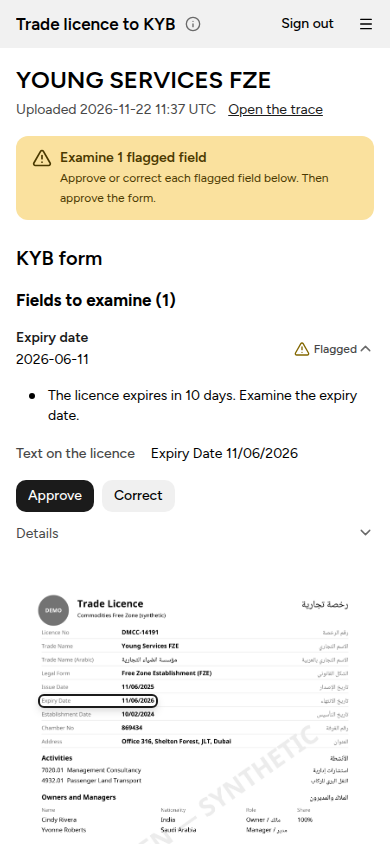 Trade licence to KYB
Sign out
YOUNG SERVICES FZE
Uploaded 2026-11-22 11:37 UTC Open the trace
Examine 1 flagged field
Approve or correct each flagged field below. Then
approve the form.
KYB form
Fields to examine (1)
Expiry date
2026-06-11
Flagged
The licence expires in 10 days. Examine the expiry
date.
Text on the licence Expiry Date 11/06/2026
Approve
Correct
Details
DEMO
Trade Licence
رخصة تجارية
Commodities Free Zone (synthetic)
Licence No DMCC-14191 رقم الرخصة
Trade Name Young Services FZE الاسم التجاري
Trade Name (Arabic) مؤسسة الضياء التجارية الاسم التجاري بالعربية
Legal Form Free Zone Establishment (FZE) الشكل القانوني
Issue Date 11/06/2025 تاريخ الإصدار
Expiry Date 11/06/2026 تاريخ الانتهاء
Establishment Date 10/02/2024 تاريخ التأسيس
Chamber No 869434 رقم الغرفة
Address Office 316, Shelton Forest, JLT, Dubai العنوان
Activities الأنشطة
7020.01 Management Consultancy استشارات إدارية
4932.01 Passenger Land Transport النقل البري للركاب
Owners and Managers الملاك والمديرون
Name Nationality Role Share
Cindy Rivera India Owner / مالك 100%
Yvonne Roberts Saudi Arabia Manager / مدير
EN — SYNTHETIC